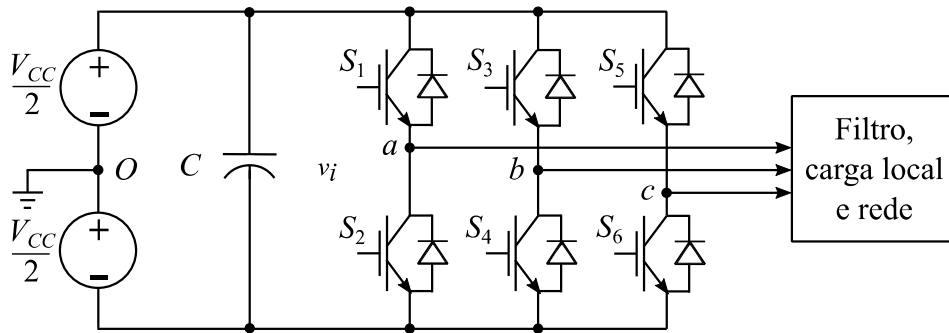 V_CC/2
O
V_CC/2
C
v_i
S_1
S_3
S_5
a
b
c
S_2
S_4
S_6
Filtro,
carga local
e rede